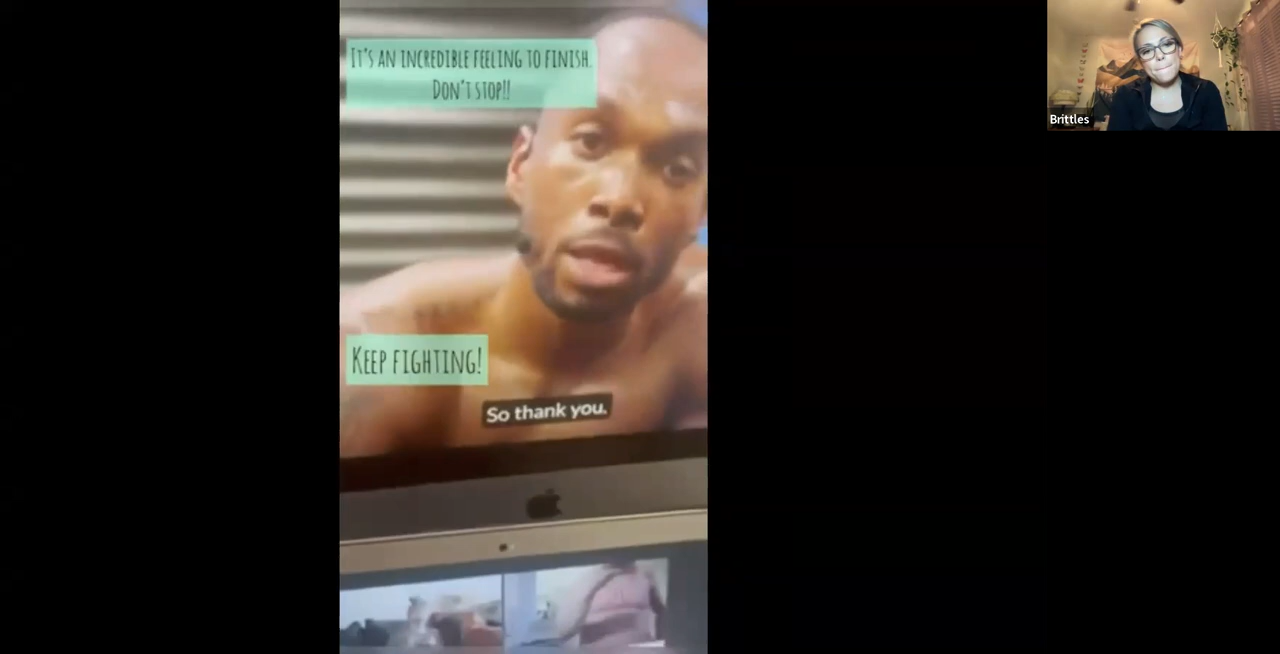 IT'S AN INCREDIBLE FEELING TO FINISH.
DON'T STOP!!
Brittles
KEEP FIGHTING!
So thank you.